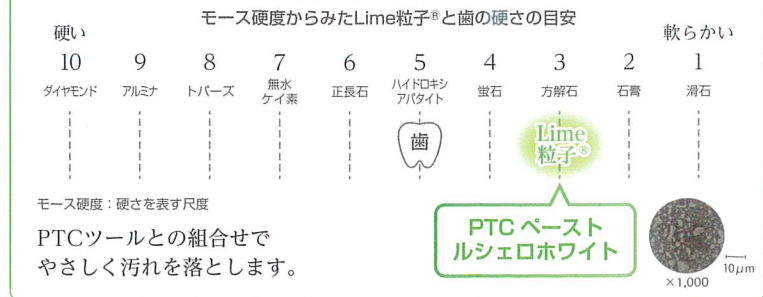 モース硬度からみたLime粒子®と歯の硬さの目安
硬い 軟らかい
10 9 8 7 6 5 4 3 2 1
ダイヤモンド アルミナ トパーズ 無水ケイ素 正長石 ハイドロキシアパタイト 蛍石 方解石 石膏 滑石
歯
Lime
粒子®
モース硬度：硬さを表す尺度
PTCツールとの組合せで
やさしく汚れを落とします。
PTC ペースト
ルシェロホワイト
10μm
×1,000